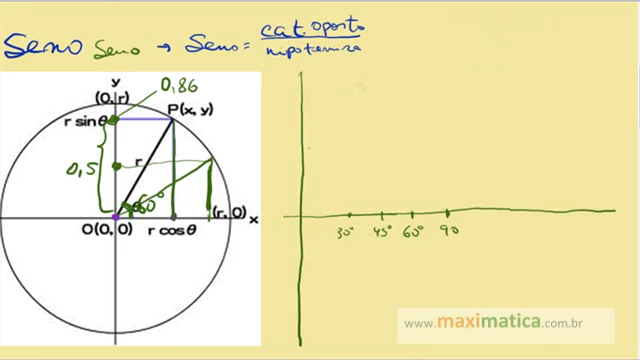 Seno Seno → Seno = cat. oposto
hipotenusa
0,86
y
(0, r)
P(x, y)
r sin θ
r
0,5
60°
(r, 0) x
O(0, 0) r cos θ
30° 45° 60° 90
www.maximatica.com.br